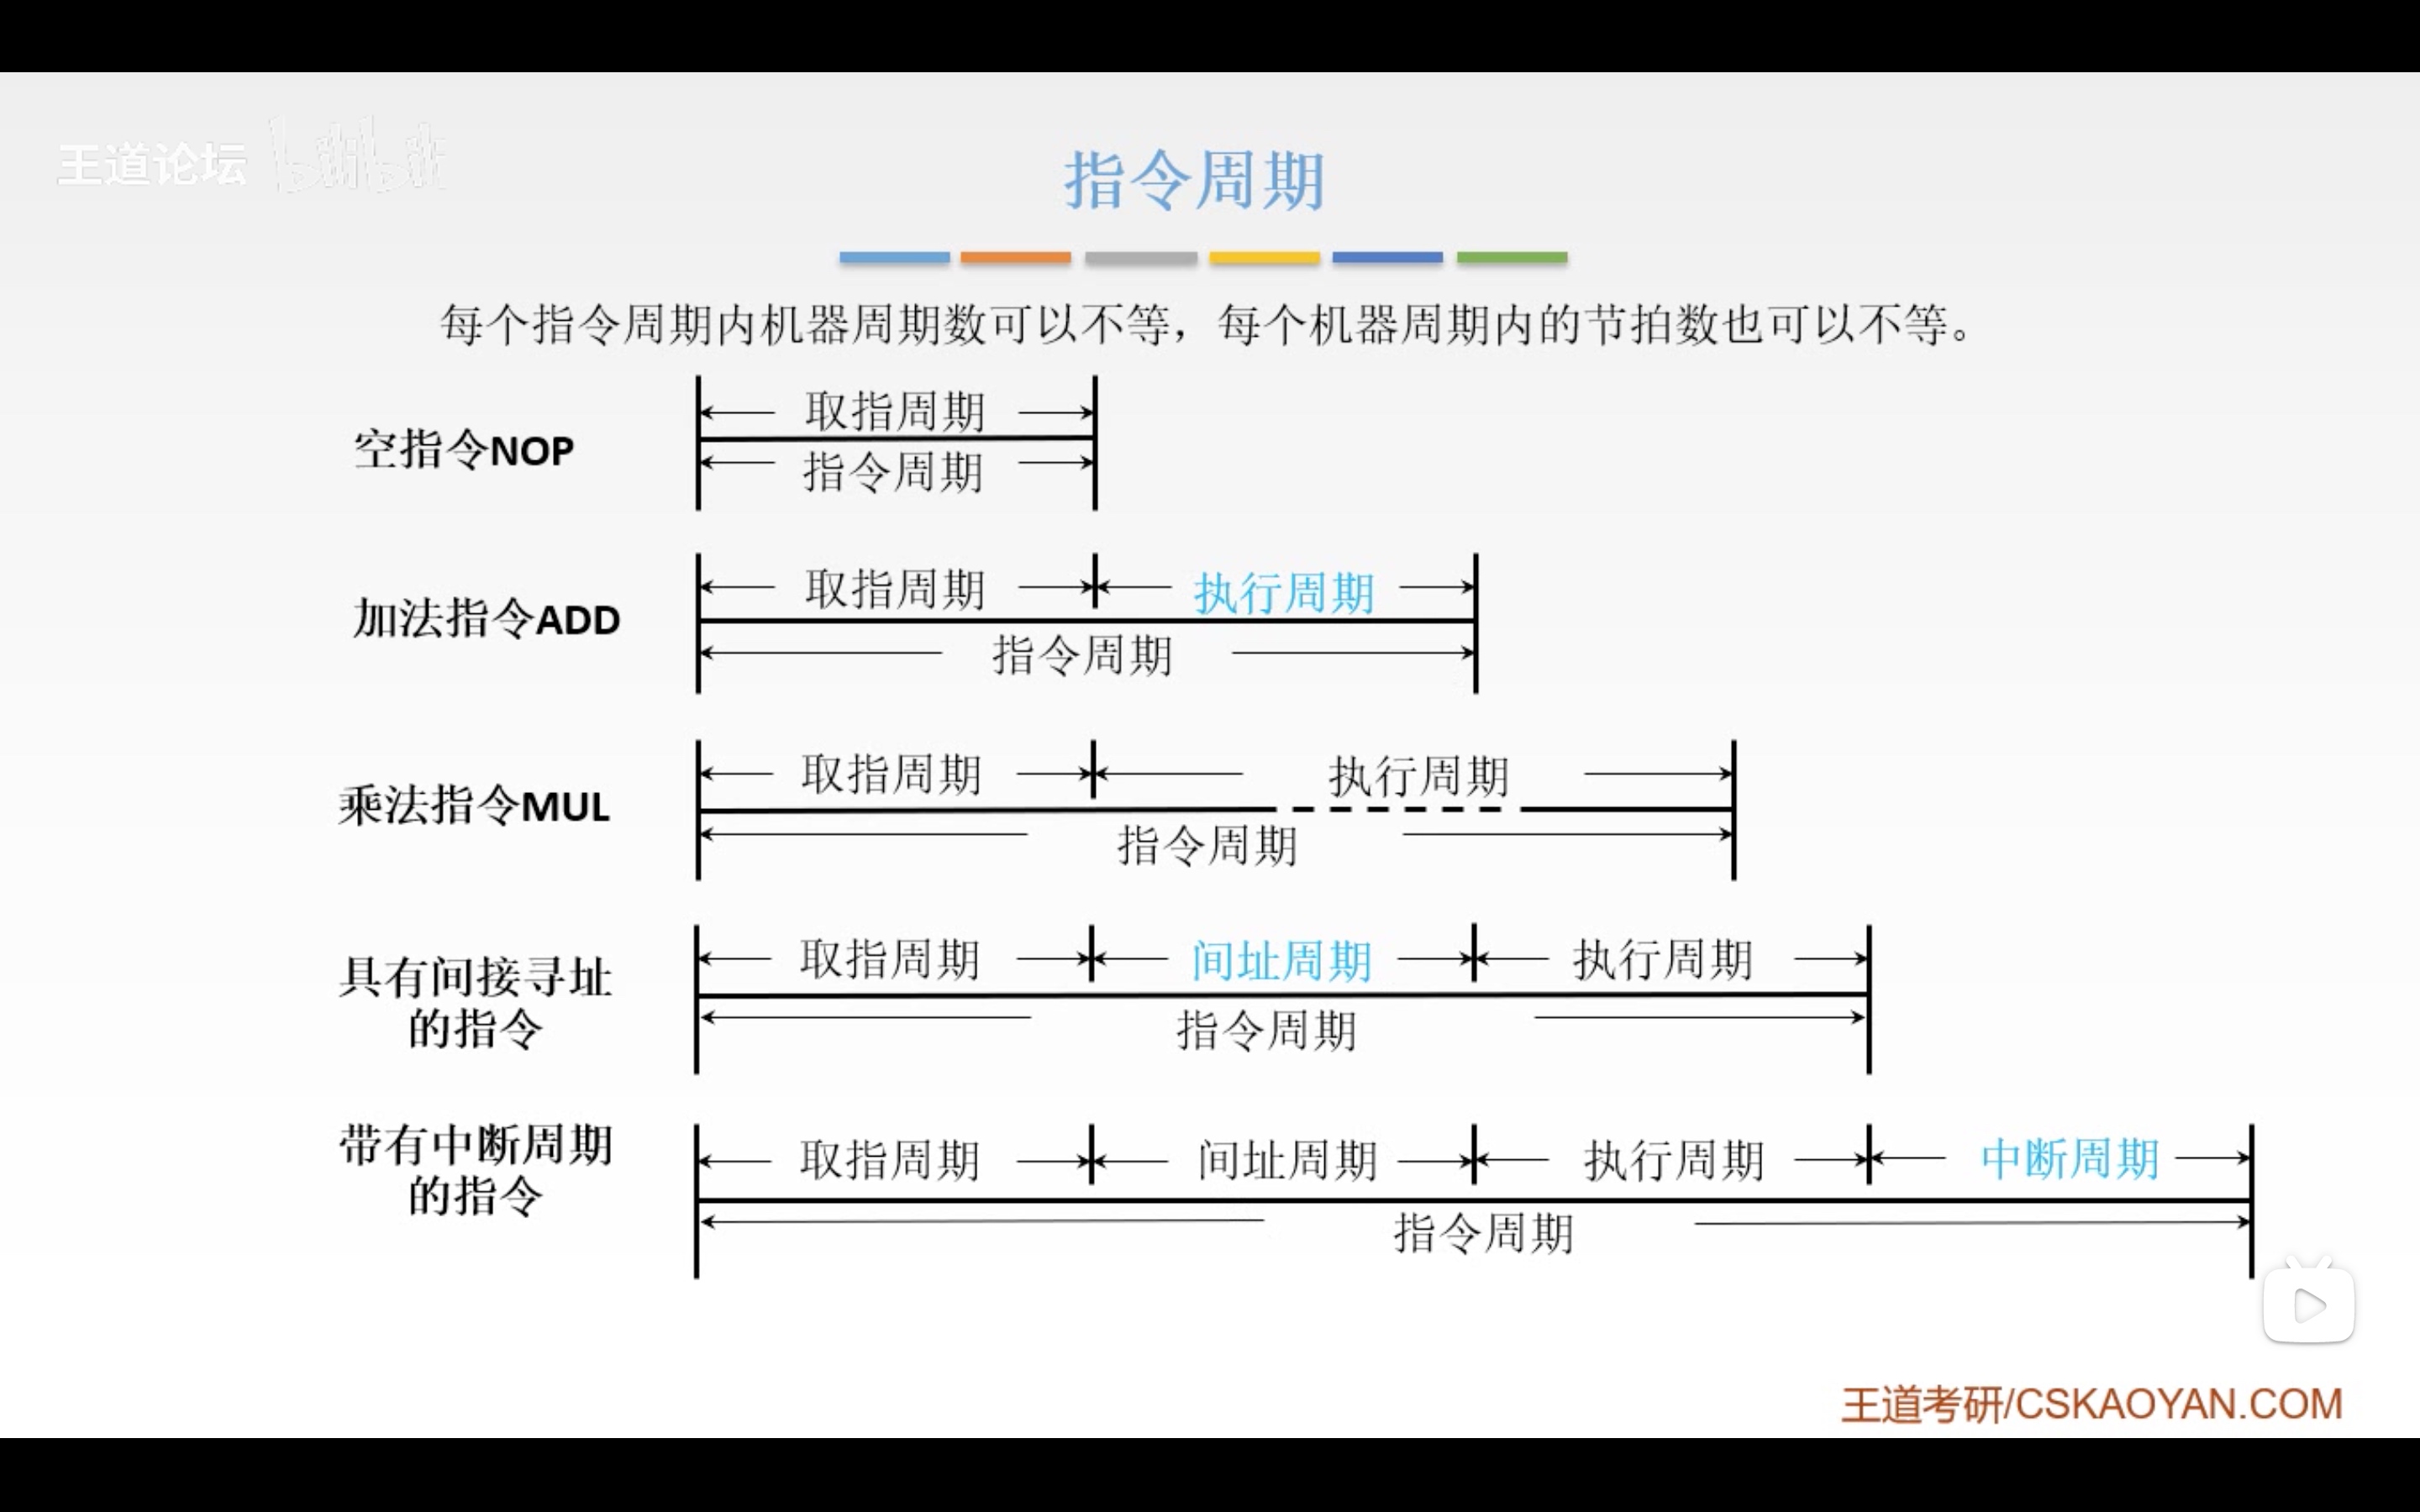 王道论坛 bilibili
指令周期
每个指令周期内机器周期数可以不等，每个机器周期内的节拍数也可以不等。
空指令NOP
取指周期
指令周期
加法指令ADD
取指周期 执行周期
指令周期
乘法指令MUL
取指周期 执行周期
指令周期
具有间接寻址
的指令
取指周期 间址周期 执行周期
指令周期
带有中断周期
的指令
取指周期 间址周期 执行周期 中断周期
指令周期
王道考研/CSKAOYAN.COM